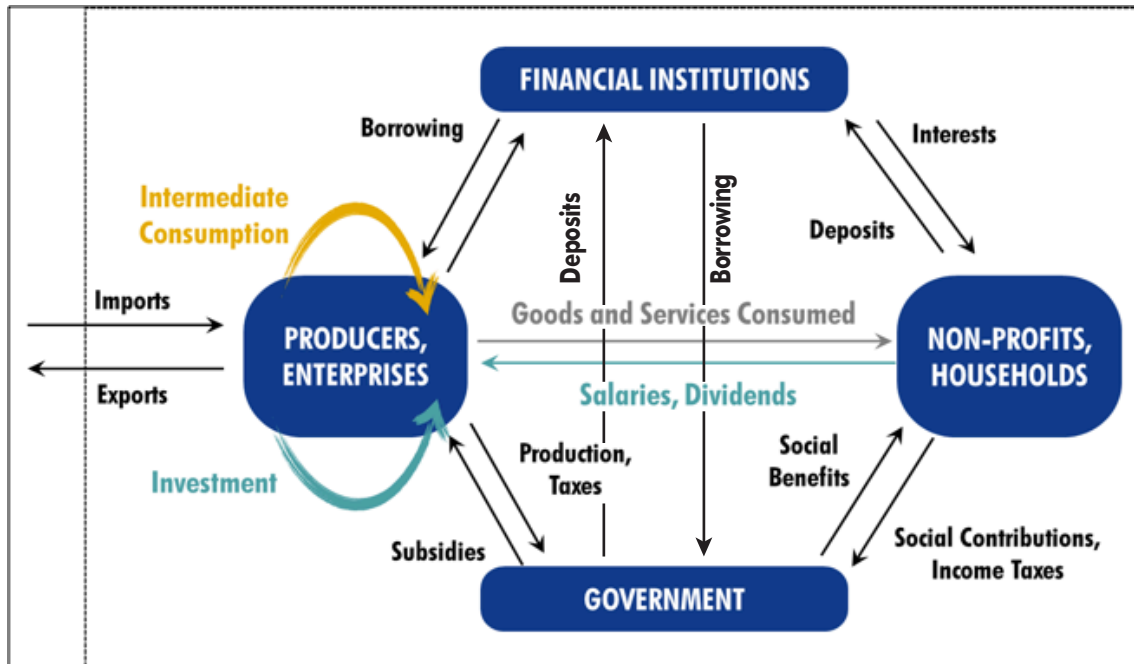 FINANCIAL INSTITUTIONS
Borrowing
Interests
Intermediate
Consumption
Deposits
Borrowing
Deposits
Imports
Goods and Services Consumed
PRODUCERS,
ENTERPRISES
NON-PROFITS,
HOUSEHOLDS
Exports
Salaries, Dividends
Investment
Production,
Taxes
Social
Benefits
Subsidies
Social Contributions,
Income Taxes
GOVERNMENT